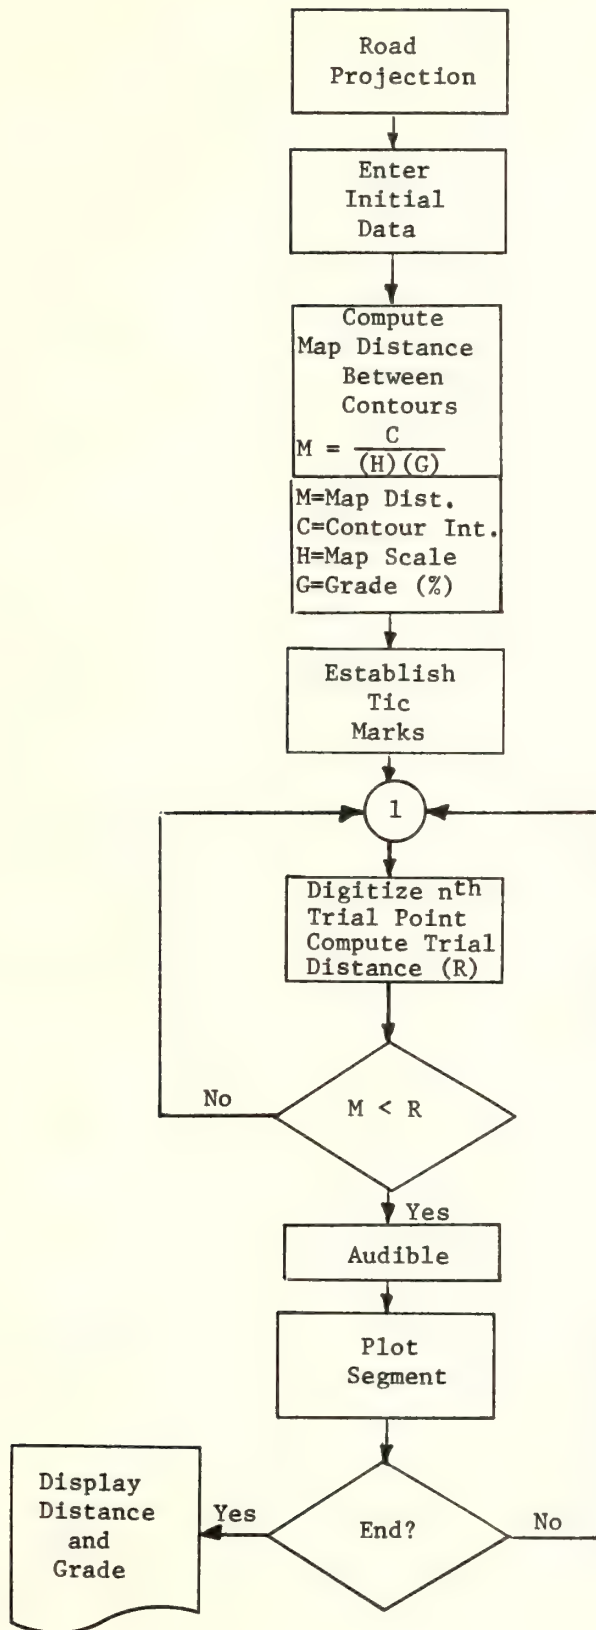 Road
Projection
Enter
Initial
Data
Compute
Map Distance
Between
Contours
M = C
(H)(G)
M=Map Dist.
C=Contour Int.
H=Map Scale
G=Grade (%)
Establish
Tic
Marks
1
Digitize nth
Trial Point
Compute Trial
Distance (R)
No
M < R
Yes
Audible
Plot
Segment
Display
Distance
and
Grade
Yes
End?
No